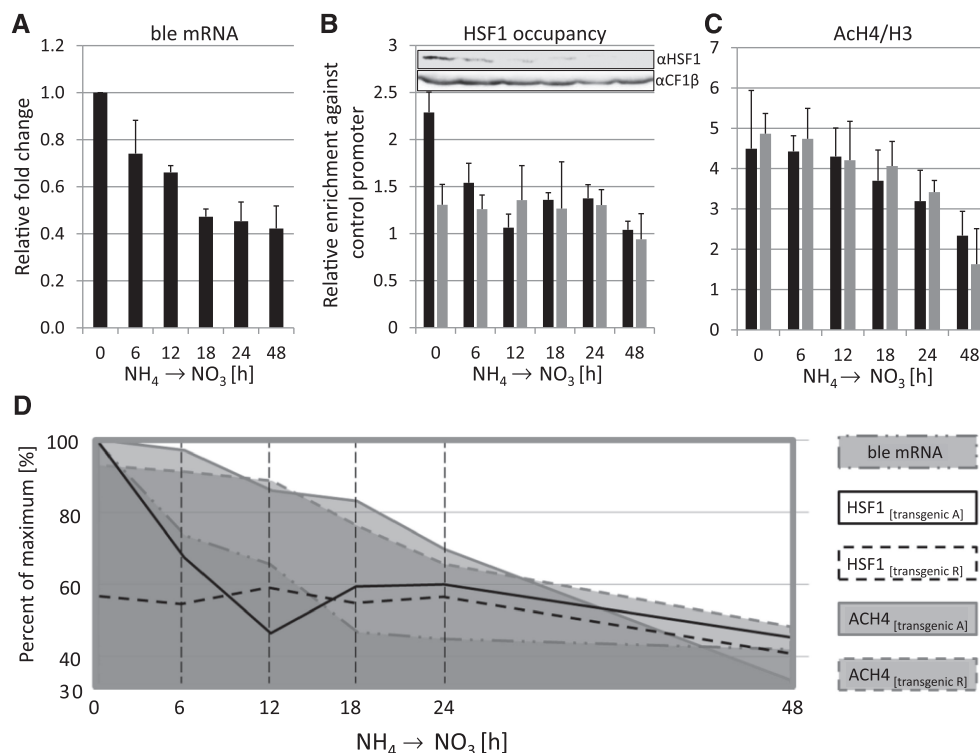 A
ble mRNA
Relative fold change
1.2
1.0
0.8
0.6
0.4
0.2
0.0
0 6 12 18 24 48
NH4 → NO3 [h]
B
HSF1 occupancy
Relative enrichment against
control promoter
3
2.5
2
1.5
1
0.5
0
αHSF1
αCF1β
0 6 12 18 24 48
NH4 → NO3 [h]
C
AcH4/H3
7
6
5
4
3
2
1
0
0 6 12 18 24 48
NH4 → NO3 [h]
D
Percent of maximum [%]
100
80
60
40
30
0 6 12 18 24 48
NH4 → NO3 [h]
ble mRNA
HSF1 [transgenic A]
HSF1 [transgenic R]
ACH4 [transgenic A]
ACH4 [transgenic R]